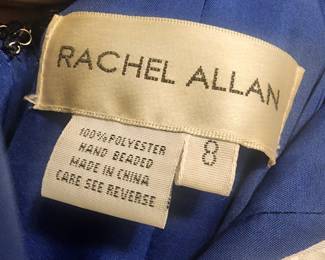 RACHEL ALLAN
100% POLYESTER
HAND BEADED
MADE IN CHINA
CARE SEE REVERSE
8